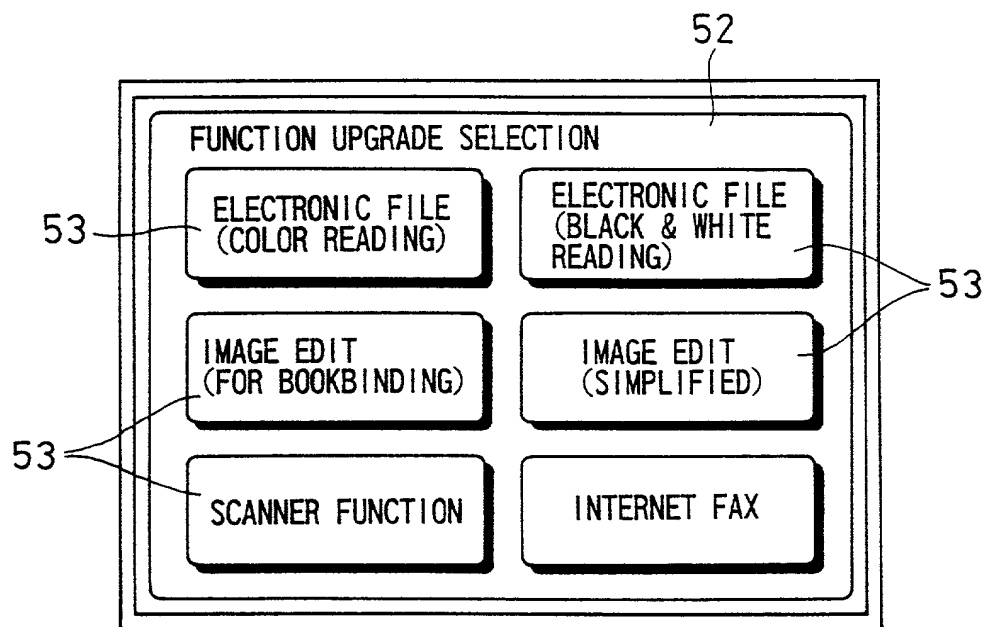 52
FUNCTION UPGRADE SELECTION
ELECTRONIC FILE
(COLOR READING)
ELECTRONIC FILE
(BLACK & WHITE
READING)
53
53
IMAGE EDIT
(FOR BOOKBINDING)
IMAGE EDIT
(SIMPLIFIED)
53
SCANNER FUNCTION
INTERNET FAX